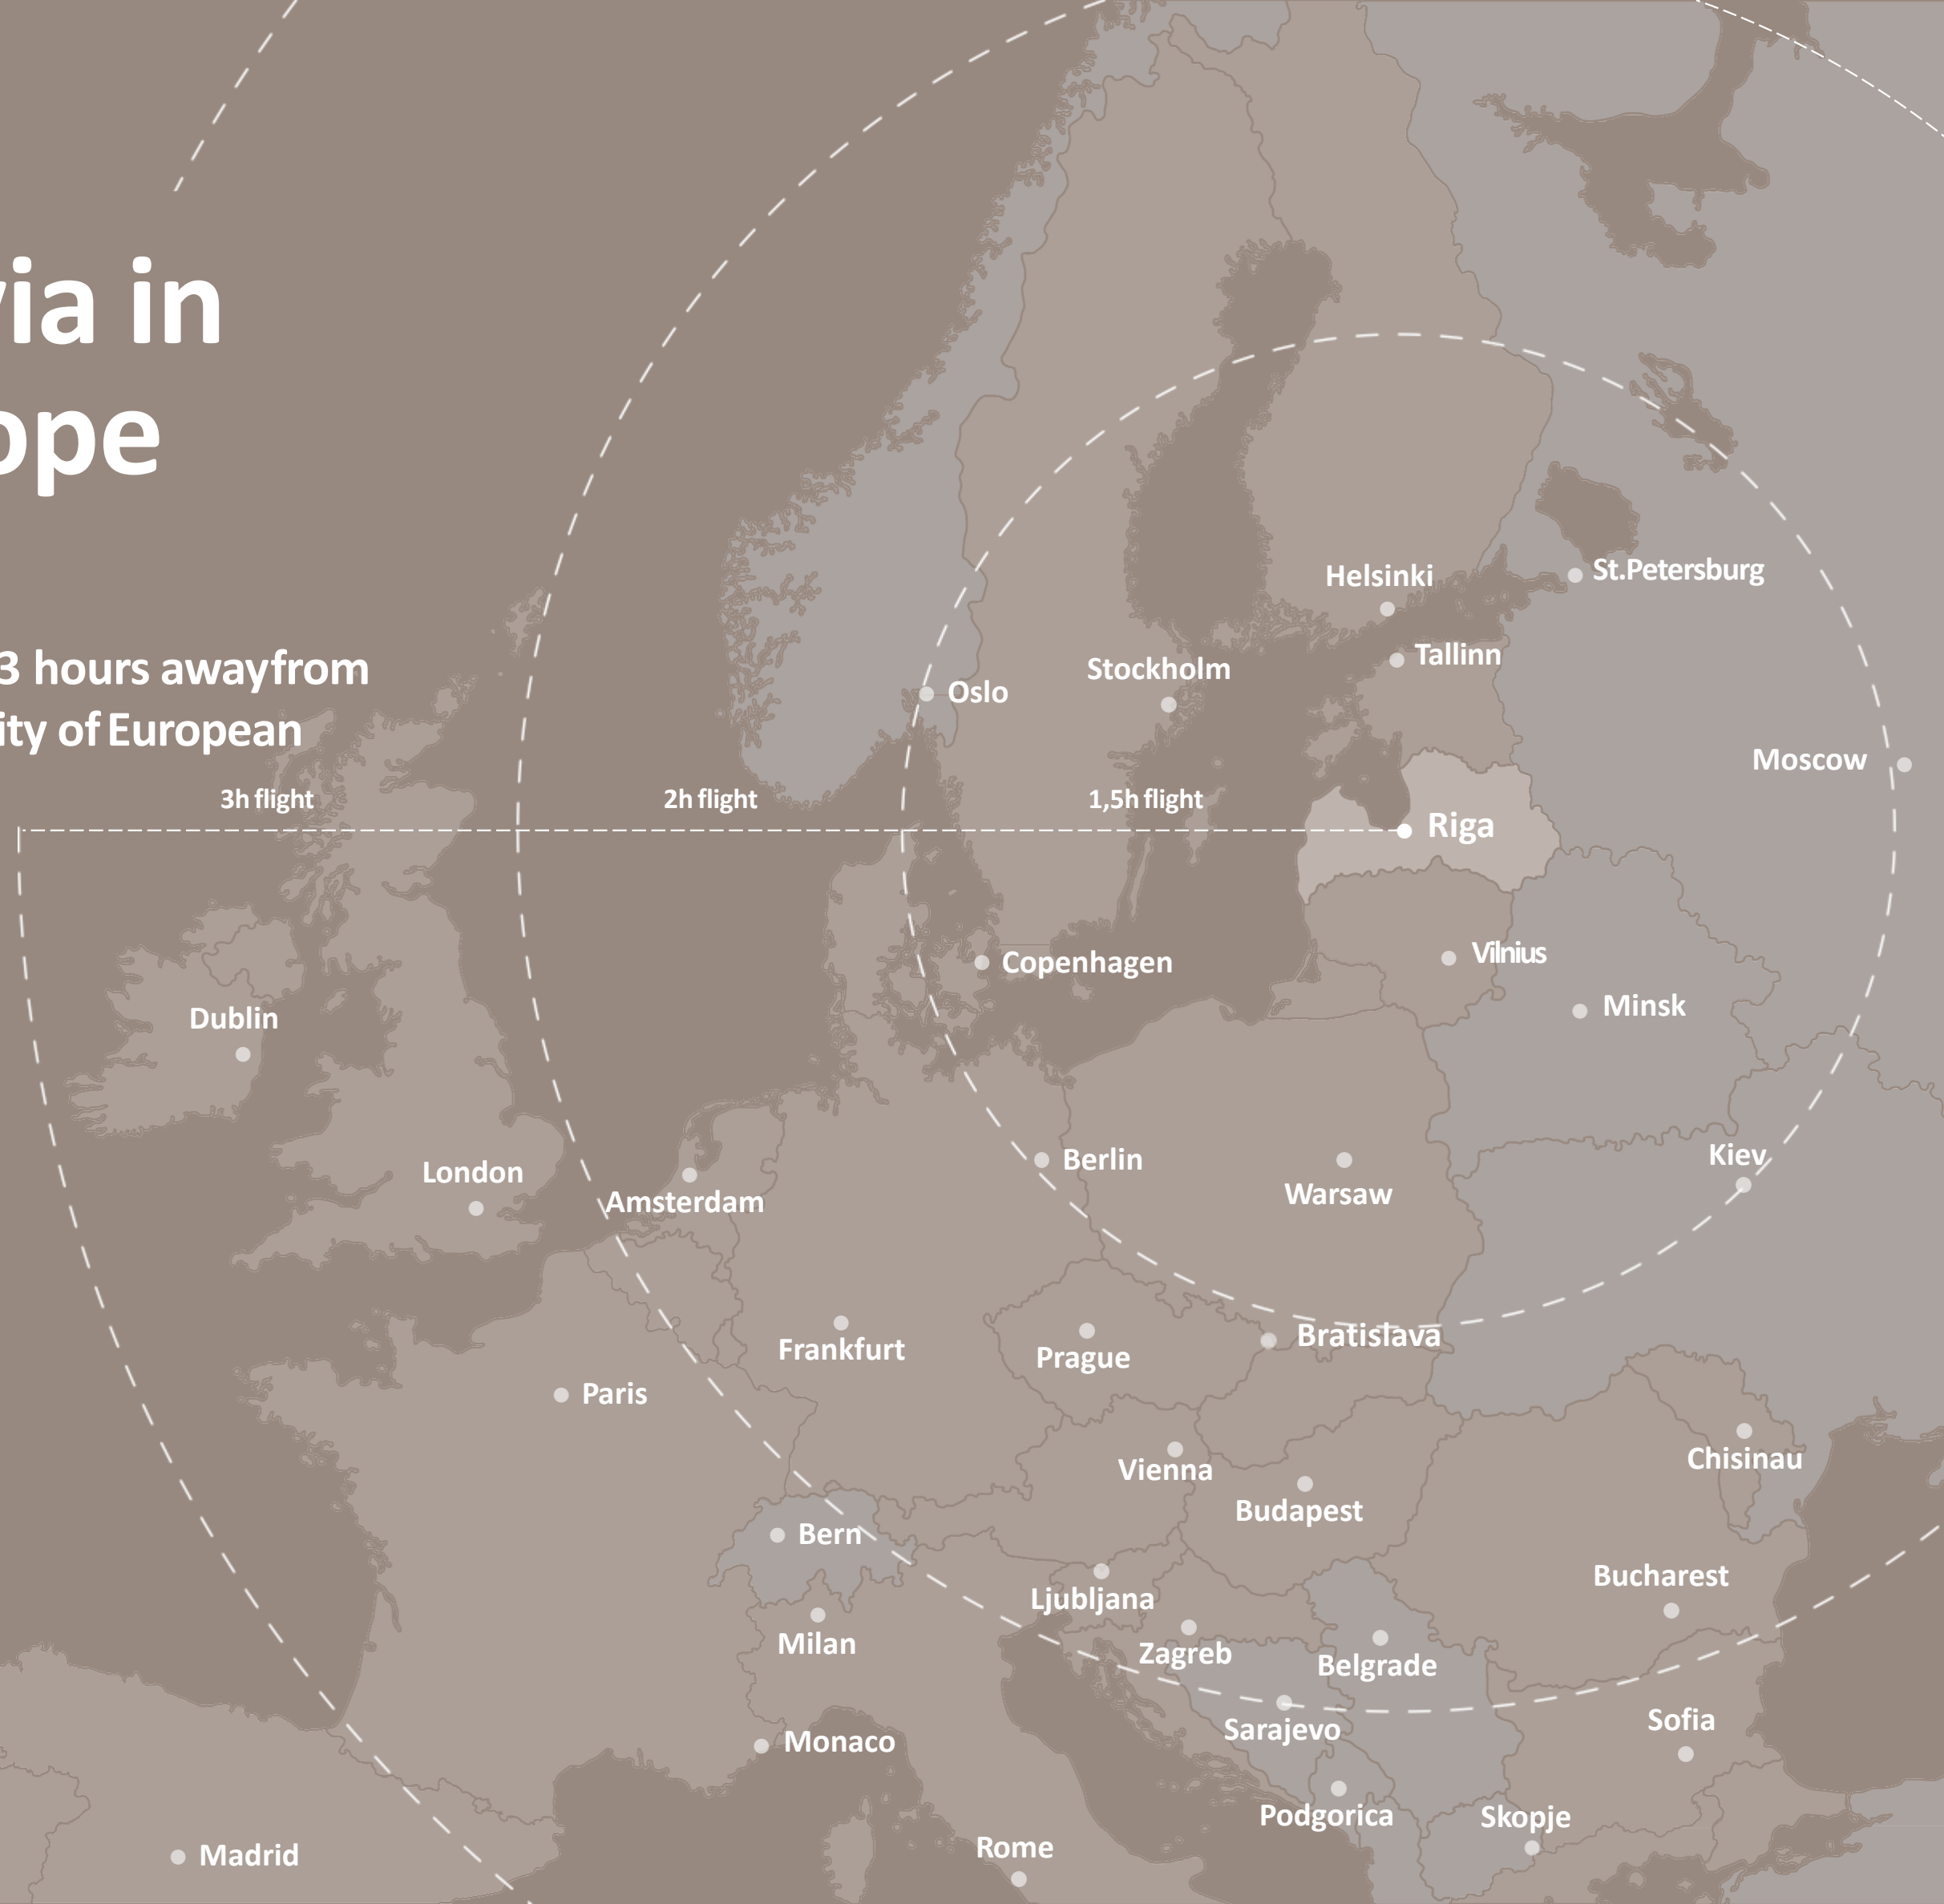 via in
ope
3 hours awayfrom
ity of European
3h flight
2h flight
1,5h flight
Helsinki
St.Petersburg
Tallinn
Stockholm
Oslo
Moscow
Riga
Vilnius
Copenhagen
Minsk
Dublin
Kiev
Berlin
London
Warsaw
Amsterdam
Bratislava
Frankfurt
Prague
Paris
Chisinau
Vienna
Budapest
Bern
Bucharest
Ljubljana
Milan
Zagreb
Belgrade
Sofia
Sarajevo
Monaco
Podgorica
Skopje
Rome
Madrid